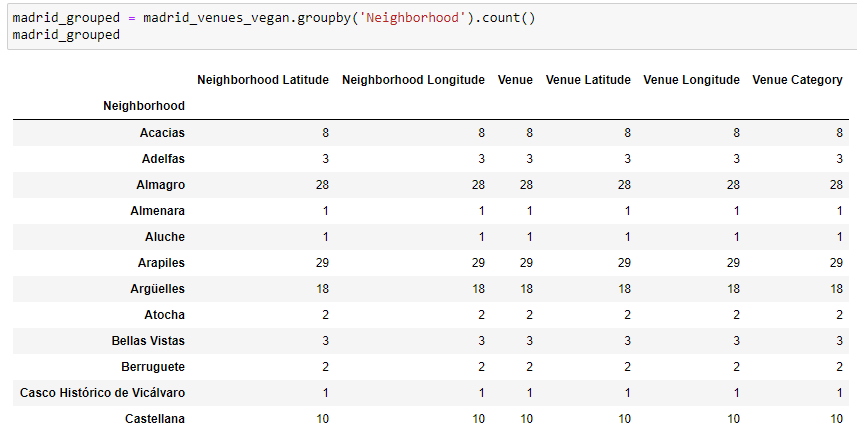 madrid_grouped = madrid_venues_vegan.groupby('Neighborhood').count()
madrid_grouped
Neighborhood Latitude Neighborhood Longitude Venue Venue Latitude Venue Longitude Venue Category
Neighborhood
Acacias 8 8 8 8 8 8
Adelfas 3 3 3 3 3 3
Almagro 28 28 28 28 28 28
Almenara 1 1 1 1 1 1
Aluche 1 1 1 1 1 1
Arapiles 29 29 29 29 29 29
Argüelles 18 18 18 18 18 18
Atocha 2 2 2 2 2 2
Bellas Vistas 3 3 3 3 3 3
Berruguete 2 2 2 2 2 2
Casco Histórico de Vicálvaro 1 1 1 1 1 1
Castellana 10 10 10 10 10 10